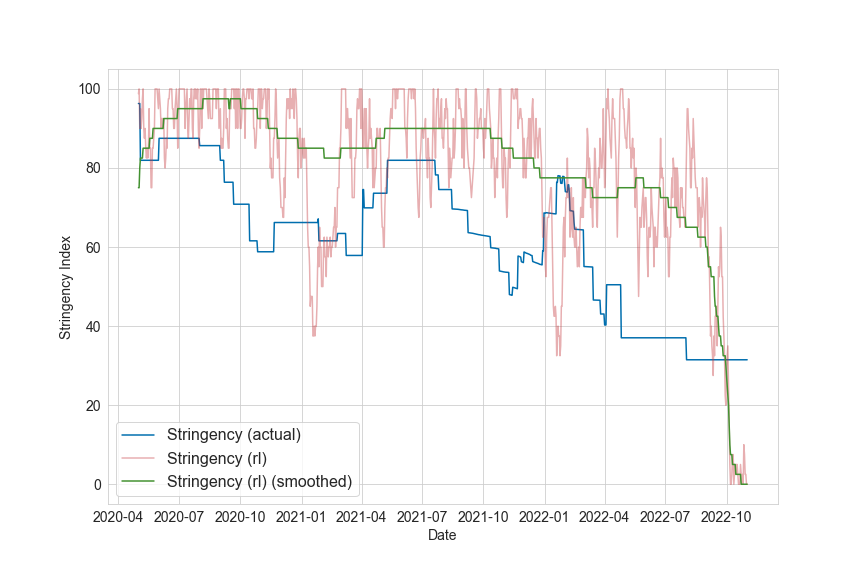 100
80
60
40
20
0
Stringency Index
Stringency (actual)
Stringency (rl)
Stringency (rl) (smoothed)
2020-04 2020-07 2020-10 2021-01 2021-04 2021-07 2021-10 2022-01 2022-04 2022-07 2022-10
Date